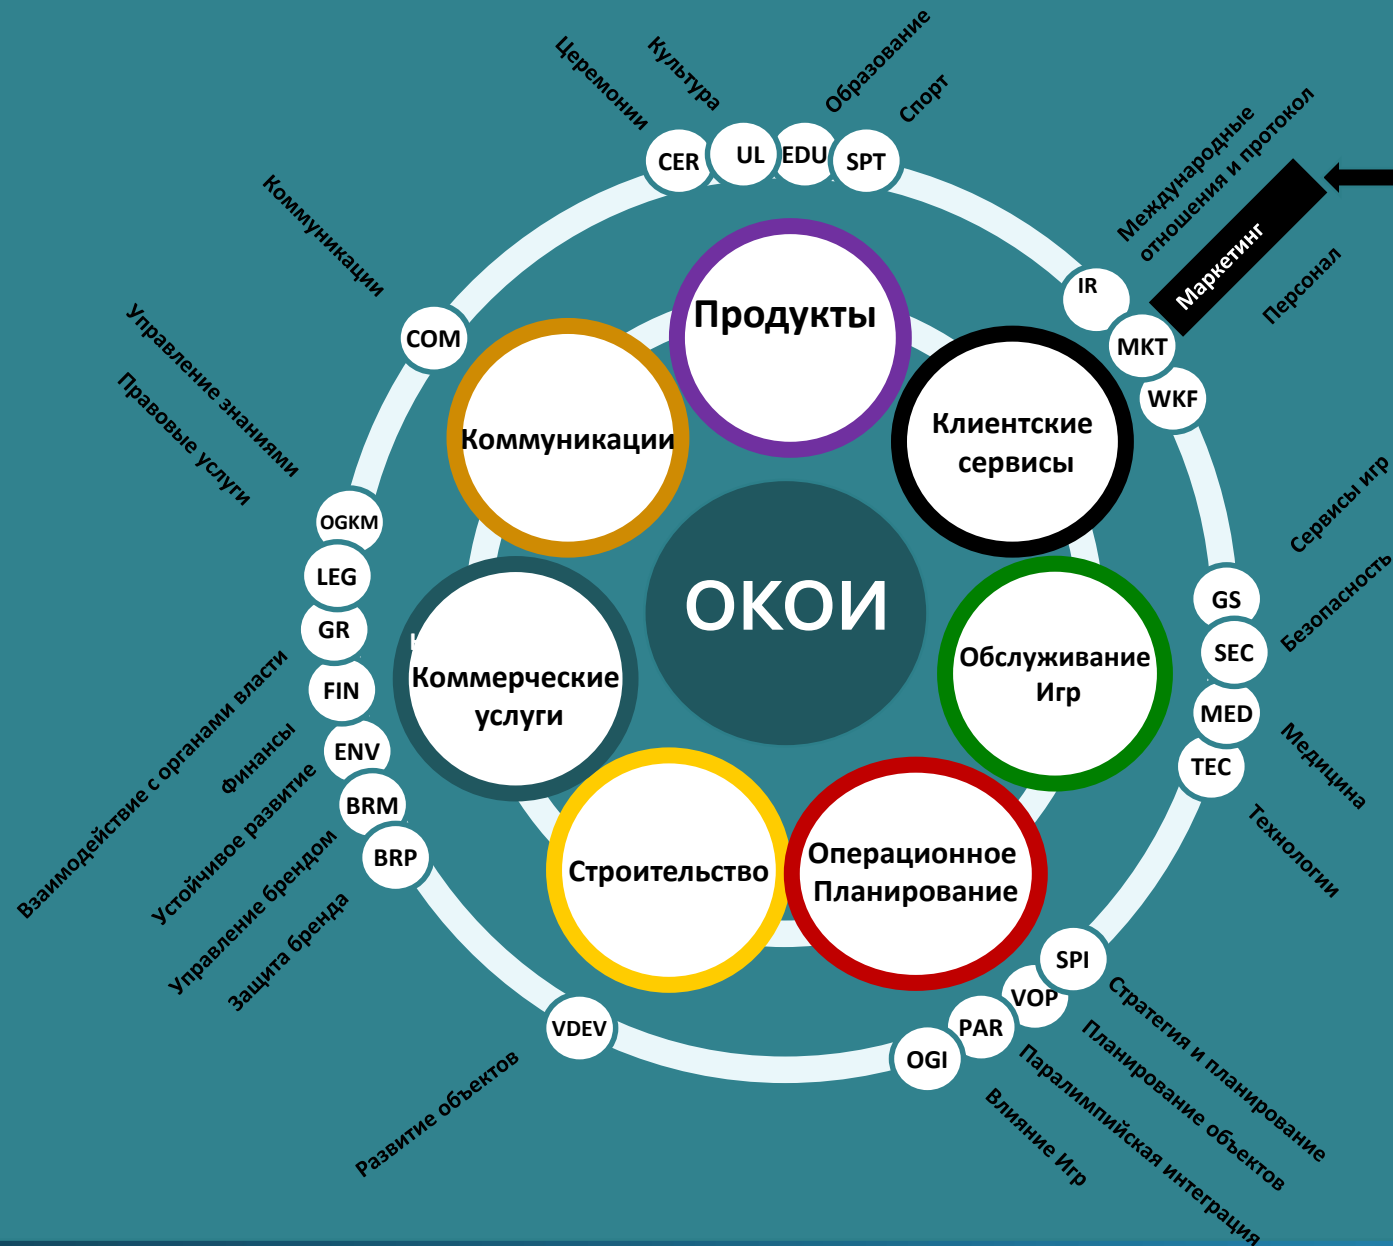 Церемонии
Культура
Образование
Спорт
CER
UL
EDU
SPT
Международные
отношения и протокол
Маркетинг
Персонал
IR
MKT
WKF
Коммуникации
COM
Управление знаниями
Правовые услуги
OGKM
LEG
GR
FIN
ENV
BRM
BRP
Взаимодействие с органами власти
Финансы
Устойчивое развитие
Управление брендом
Защита бренда
Продукты
Коммуникации
Клиентские
сервисы
ОКОИ
Коммерческие
услуги
Обслуживание
Игр
Строительство
Операционное
Планирование
Сервисы игр
Безопасность
GS
SEC
MED
TEC
Медицина
Технологии
VDEV
Развитие объектов
SPI
VOP
PAR
OGI
Стратегия и планирование
Планирование объектов
Паралимпийская интеграция
Влияние Игр